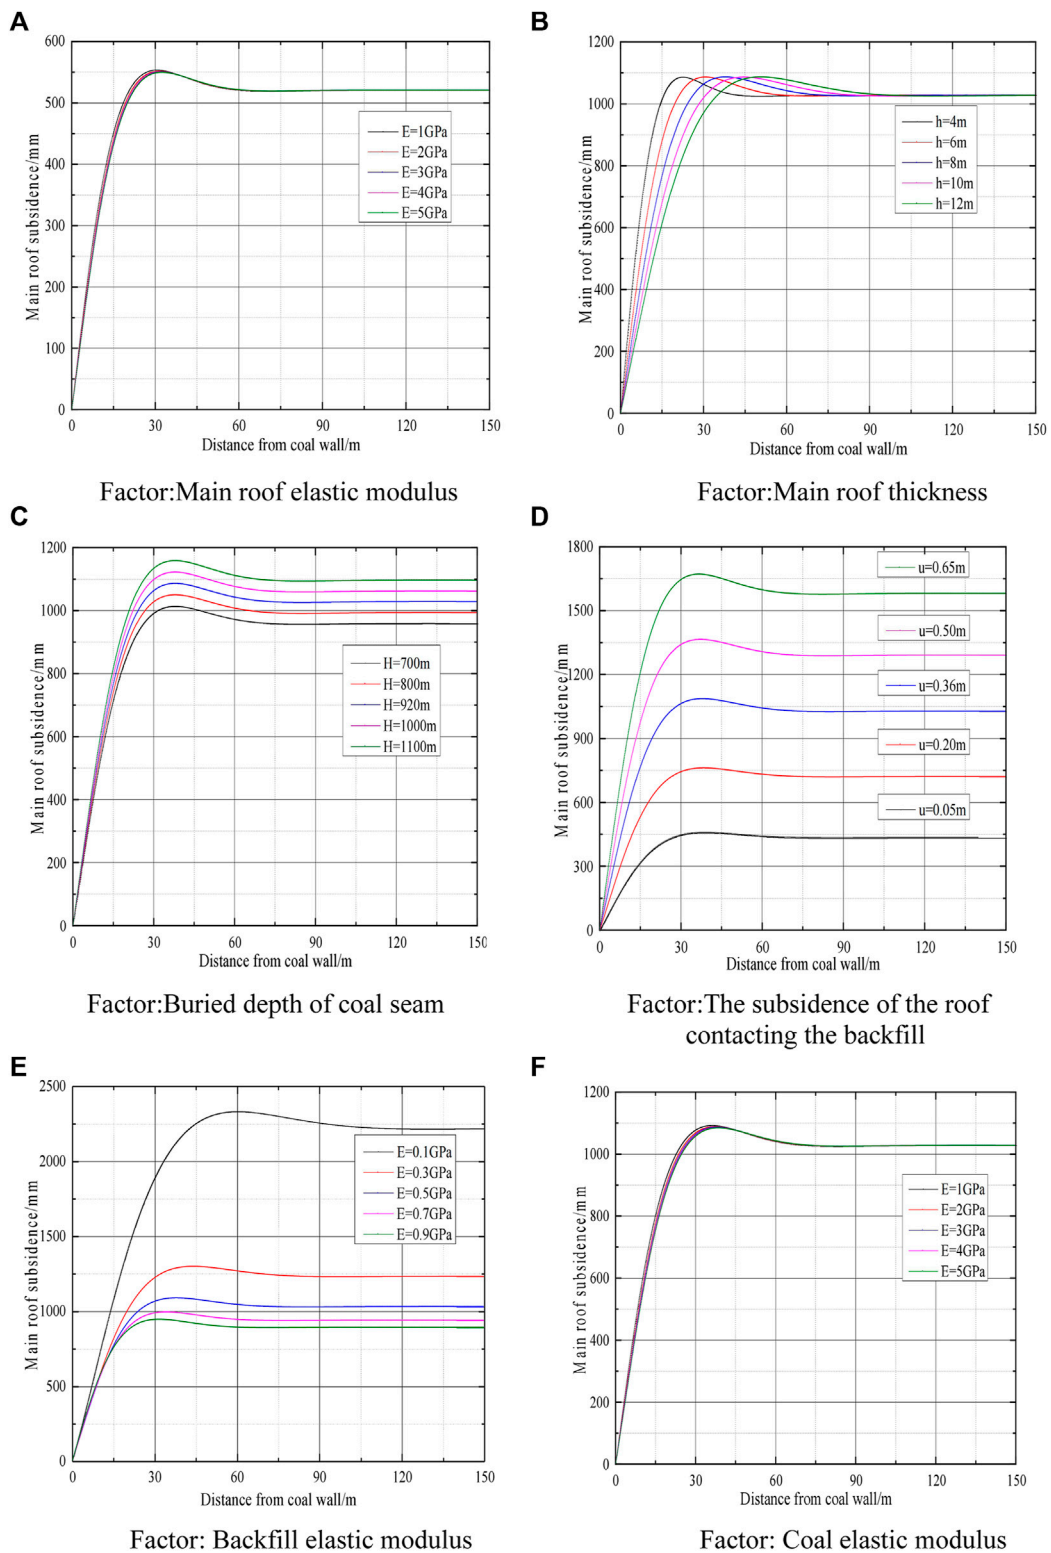 A
600
500
400
300
200
100
0
Main roof subsidence/mm
E=1GPa
E=2GPa
E=3GPa
E=4GPa
E=5GPa
0 30 60 90 120 150
Distance from coal wall/m
Factor:Main roof elastic modulus
B
1200
1000
800
600
400
200
0
Main roof subsidence/mm
h=4m
h=6m
h=8m
h=10m
h=12m
0 30 60 90 120 150
Distance from coal wall/m
Factor:Main roof thickness
C
1200
1000
800
600
400
200
0
Main roof subsidence/mm
H=700m
H=800m
H=920m
H=1000m
H=1100m
0 30 60 90 120 150
Distance from coal wall/m
Factor:Buried depth of coal seam
D
1800
1500
1200
900
600
300
0
Main roof subsidence/mm
u=0.65m
u=0.50m
u=0.36m
u=0.20m
u=0.05m
0 30 60 90 120 150
Distance from coal wall/m
Factor:The subsidence of the roof
contacting the backfill
E
2500
2000
1500
1000
500
0
Main roof subsidence/mm
E=0.1GPa
E=0.3GPa
E=0.5GPa
E=0.7GPa
E=0.9GPa
0 30 60 90 120 150
Distance from coal wall/m
Factor: Backfill elastic modulus
F
1200
1000
800
600
400
200
0
Main roof subsidence/mm
E=1GPa
E=2GPa
E=3GPa
E=4GPa
E=5GPa
0 30 60 90 120 150
Distance from coal wall/m
Factor: Coal elastic modulus